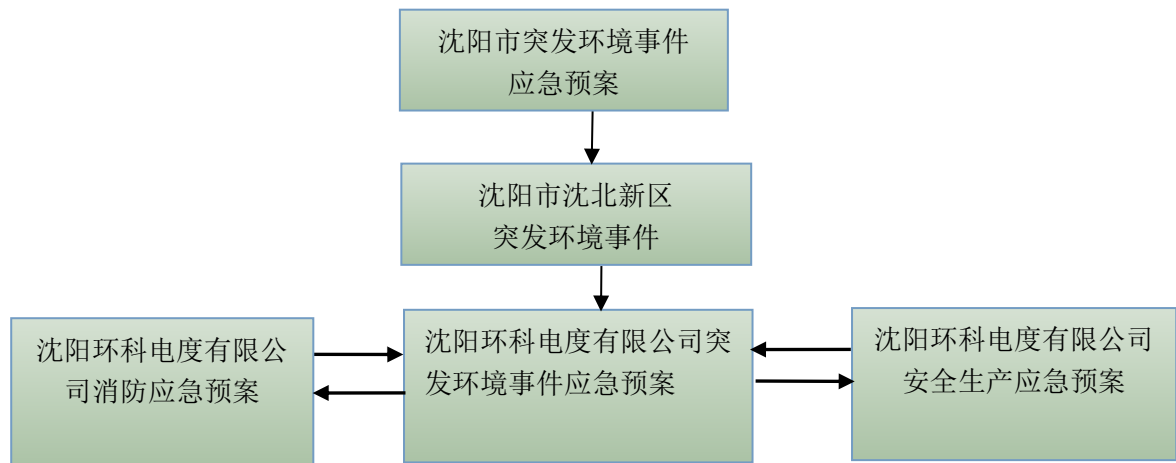 沈阳市突发环境事件
应急预案
沈阳市沈北新区
突发环境事件
沈阳环科电度有限公
司消防应急预案
沈阳环科电度有限公司突
发环境事件应急预案
沈阳环科电度有限公司
安全生产应急预案